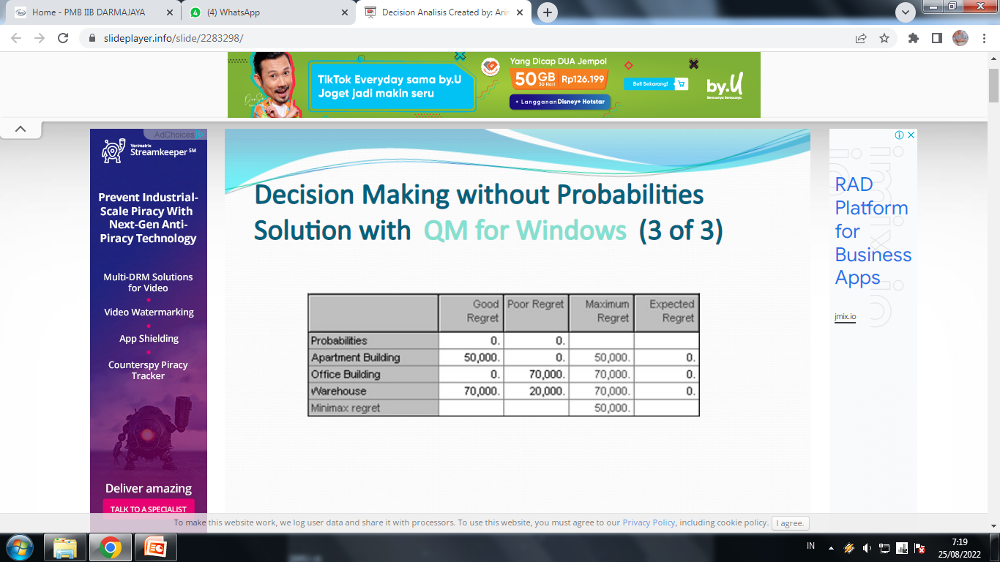 Home - PMB IIB DARMAJAYA
(4) WhatsApp
Decision Analisis Created by: Arin
slideplayer.info/slide/2283298/
TikTok Everyday sama by.U
Joget jadi makin seru
Yang Dicap DUA Jempol
50GB
30 Hari
Rp126.199
• Langganan Disney+ Hotstar
Beli Sekarang!
by.U
Semuanya Semaunya.
AdChoices
Verimatrix
Streamkeeper℠
Prevent Industrial-
Scale Piracy With
Next-Gen Anti-
Piracy Technology
Multi-DRM Solutions
for Video
Video Watermarking
App Shielding
Counterspy Piracy
Tracker
Deliver amazing
TALK TO A SPECIALIST
Decision Making without Probabilities
Solution with QM for Windows (3 of 3)
Good Regret Poor Regret Maximum Regret Expected Regret
Probabilities 0. 0.
Apartment Building 50,000. 0. 50,000. 0.
Office Building 0. 70,000. 70,000. 0.
Warehouse 70,000. 20,000. 70,000. 0.
Minimax regret 50,000.
RAD
Platform
for
Business
Apps
jmix.io
To make this website work, we log user data and share it with processors. To use this website, you must agree to our Privacy Policy, including cookie policy.
I agree.
IN
7:19
25/08/2022